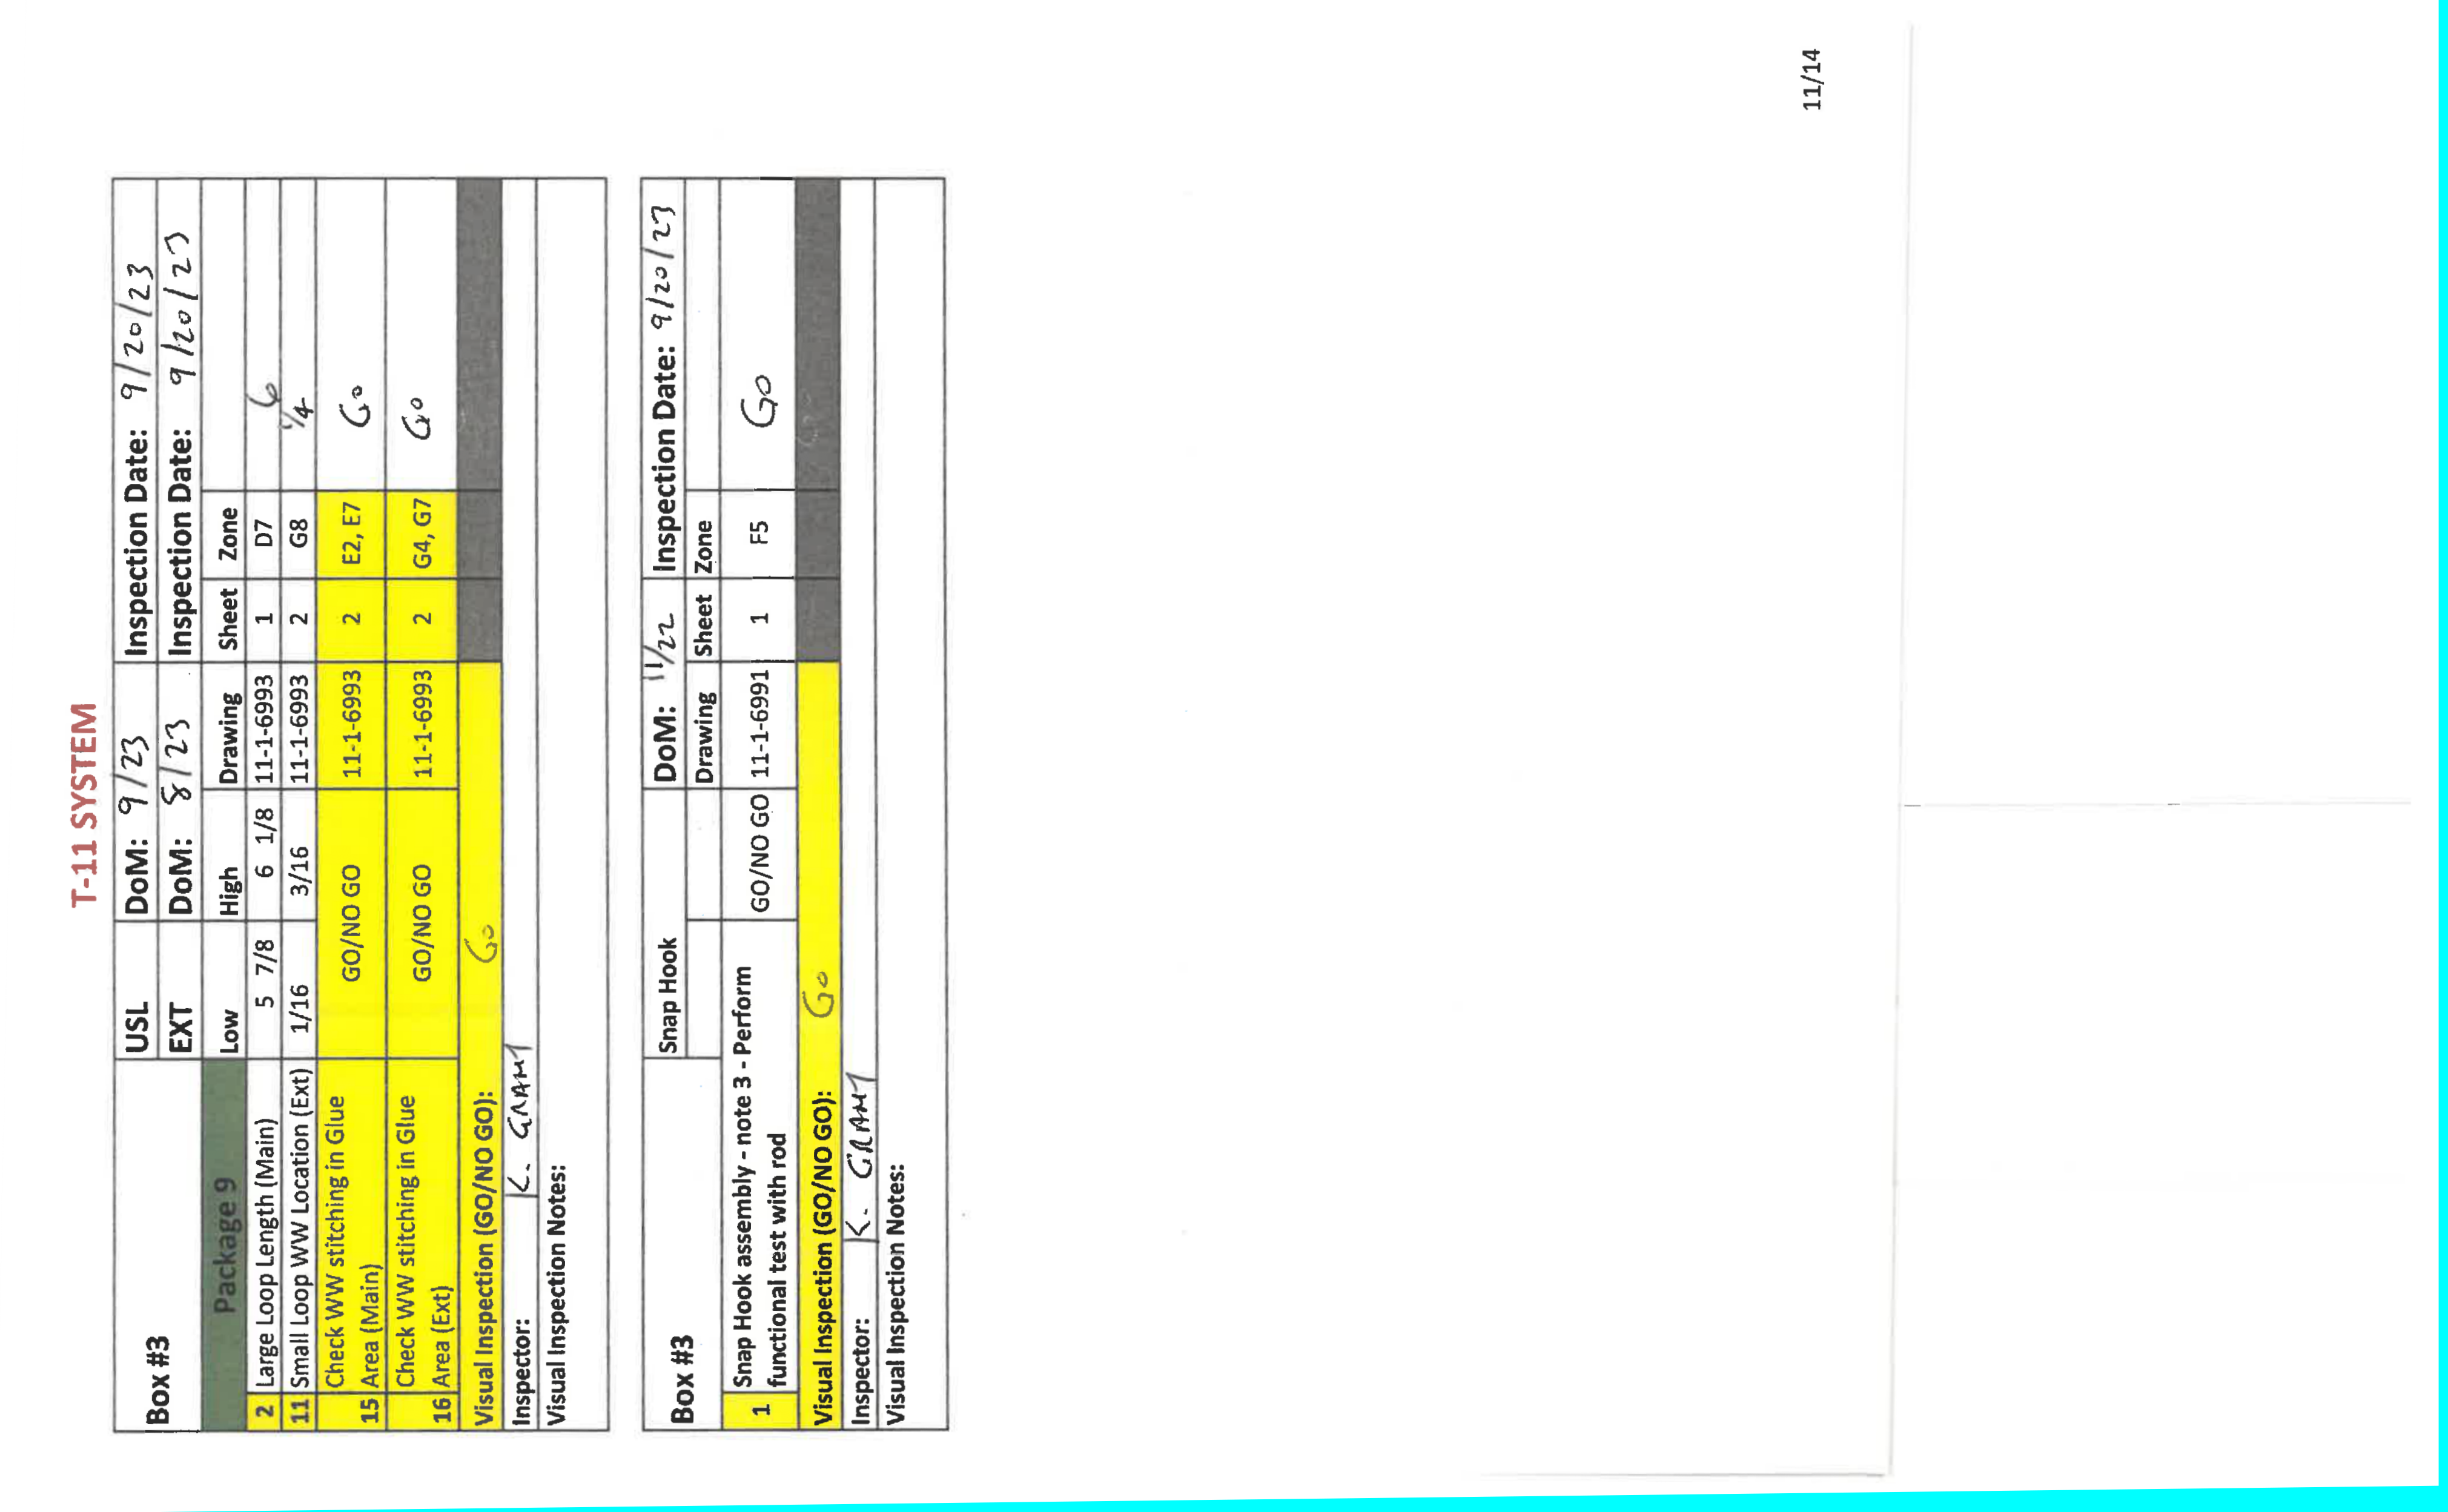 T-11 SYSTEM
Box #3 USL DoM: 9/23 Inspection Date: 9/20/23
EXT DoM: 8/23 Inspection Date: 9/20/23
Package 9 Low High Drawing Sheet Zone
2 Large Loop Length (Main) 5 7/8 6 1/8 11-1-6993 1 D7 6
11 Small Loop WW Location (Ext) 1/16 3/16 11-1-6993 2 G8 1/4
Check WW stitching in Glue
15 Area (Main) GO/NO GO 11-1-6993 2 E2, E7 Go
Check WW stitching in Glue
16 Area (Ext) GO/NO GO 11-1-6993 2 G4, G7 Go
Visual Inspection (GO/NO GO): Go
Inspector: K. GRANT
Visual Inspection Notes:
Box #3 Snap Hook DoM: 11/22 Inspection Date: 9/20/23
Drawing Sheet Zone
1 Snap Hook assembly - note 3 - Perform
functional test with rod GO/NO GO 11-1-6991 1 F5 Go
Visual Inspection (GO/NO GO): Go
Inspector: K. GRANT
Visual Inspection Notes:
11/14